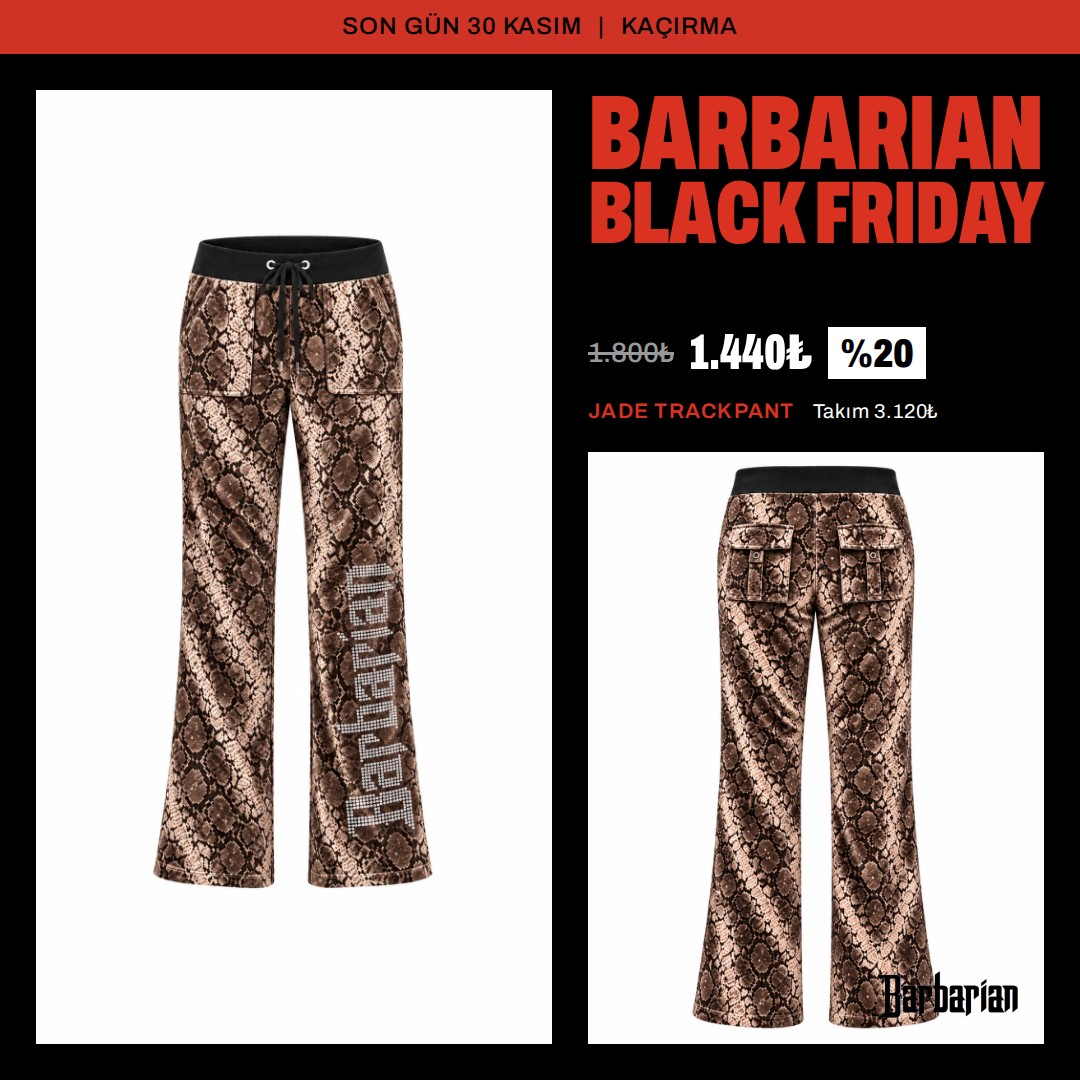 SON GÜN 30 KASIM | KAÇIRMA
BARBARIAN
BLACK FRIDAY
1.800₺ 1.440₺ %20
JADE TRACKPANT Takım 3.120₺
Barbarian
Barbarian